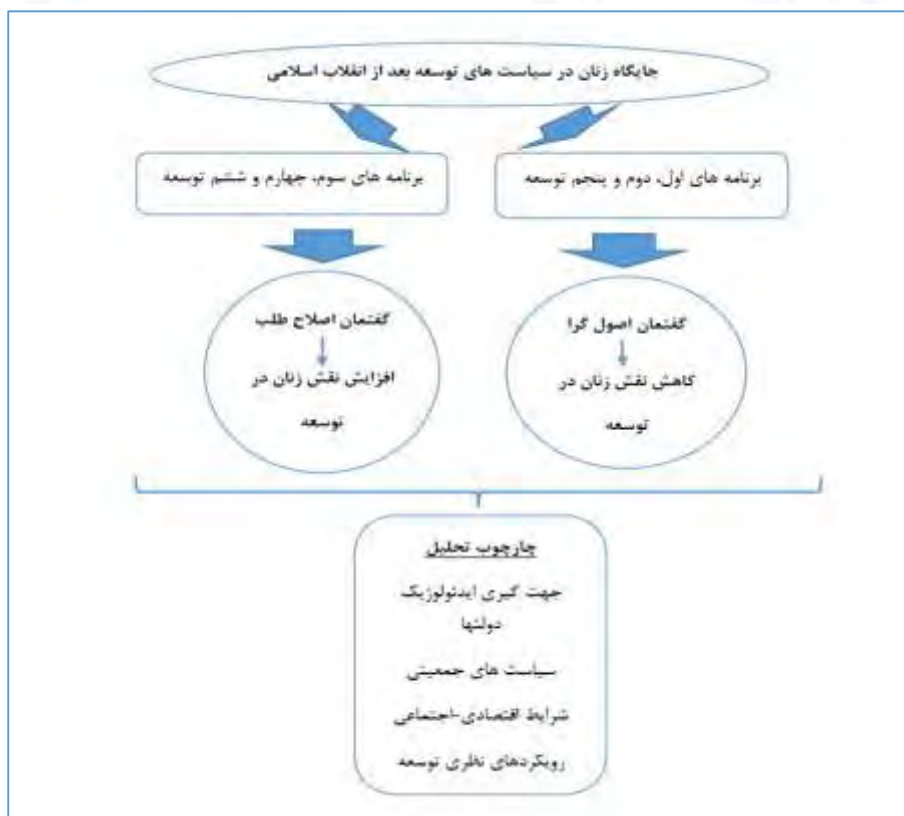 جایگاه زنان در سیاست های توسعه بعد از انقلاب اسلامی
برنامه های اول، دوم و پنجم توسعه
برنامه های سوم، چهارم و ششم توسعه
گفتمان اصول گرا
کاهش نقش زنان در
توسعه
گفتمان اصلاح طلب
افزایش نقش زنان در
توسعه
چارچوب تحلیل
جهت گیری ایدئولوژیک
دولتها
سیاست های جمعیتی
شرایط اقتصادی-اجتماعی
رویکردهای نظری توسعه